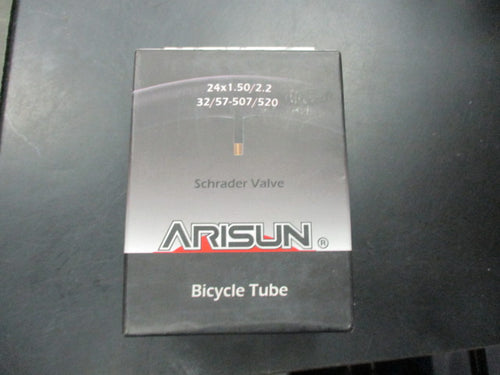 24x1.50/2.2
32/57-507/520
Schrader Valve
ARISUN®
Bicycle Tube